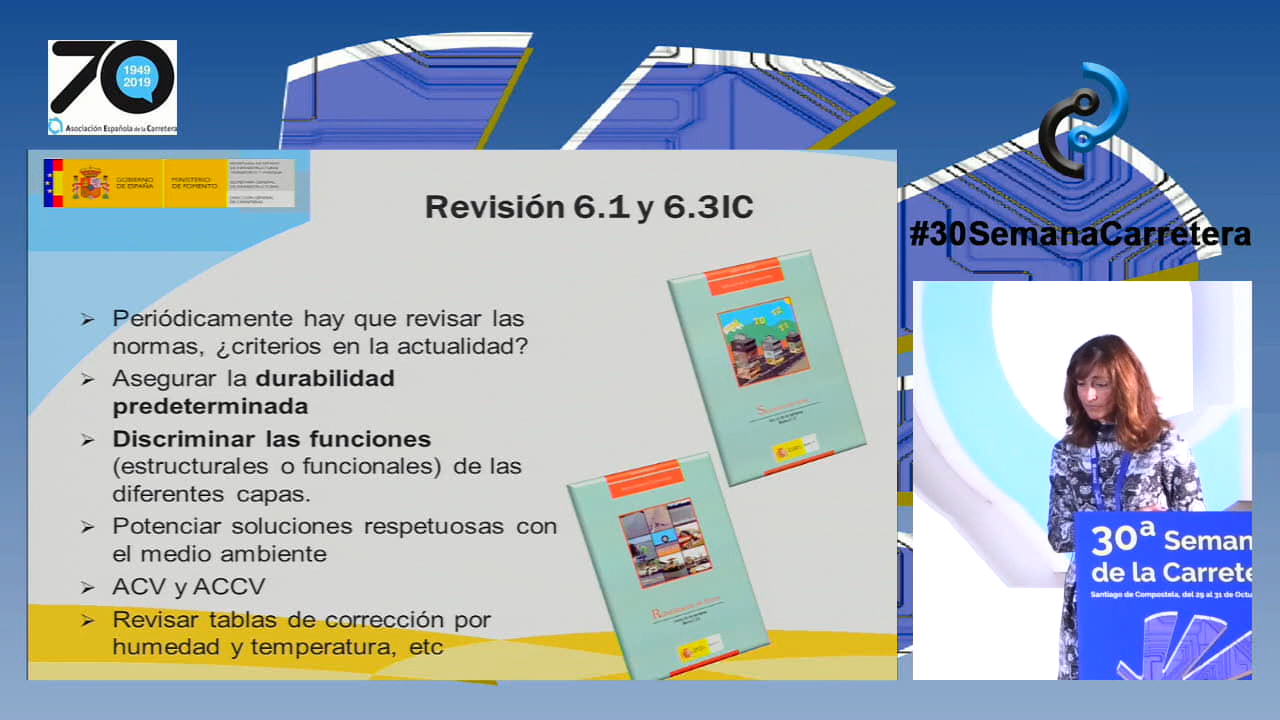 70
1949
2019
Asociación Española de la Carretera
GOBIERNO
DE ESPAÑA
MINISTERIO
DE FOMENTO
Revisión 6.1 y 6.3IC
#30SemanaCarretera
➢ Periódicamente hay que revisar las
normas, ¿criterios en la actualidad?
➢ Asegurar la durabilidad
predeterminada
➢ Discriminar las funciones
(estructurales o funcionales) de las
diferentes capas.
➢ Potenciar soluciones respetuosas con
el medio ambiente
➢ ACV y ACCV
➢ Revisar tablas de corrección por
humedad y temperatura, etc
30ª Seman
de la Carrete
Santiago de Compostela, del 29 al 31 de Octu